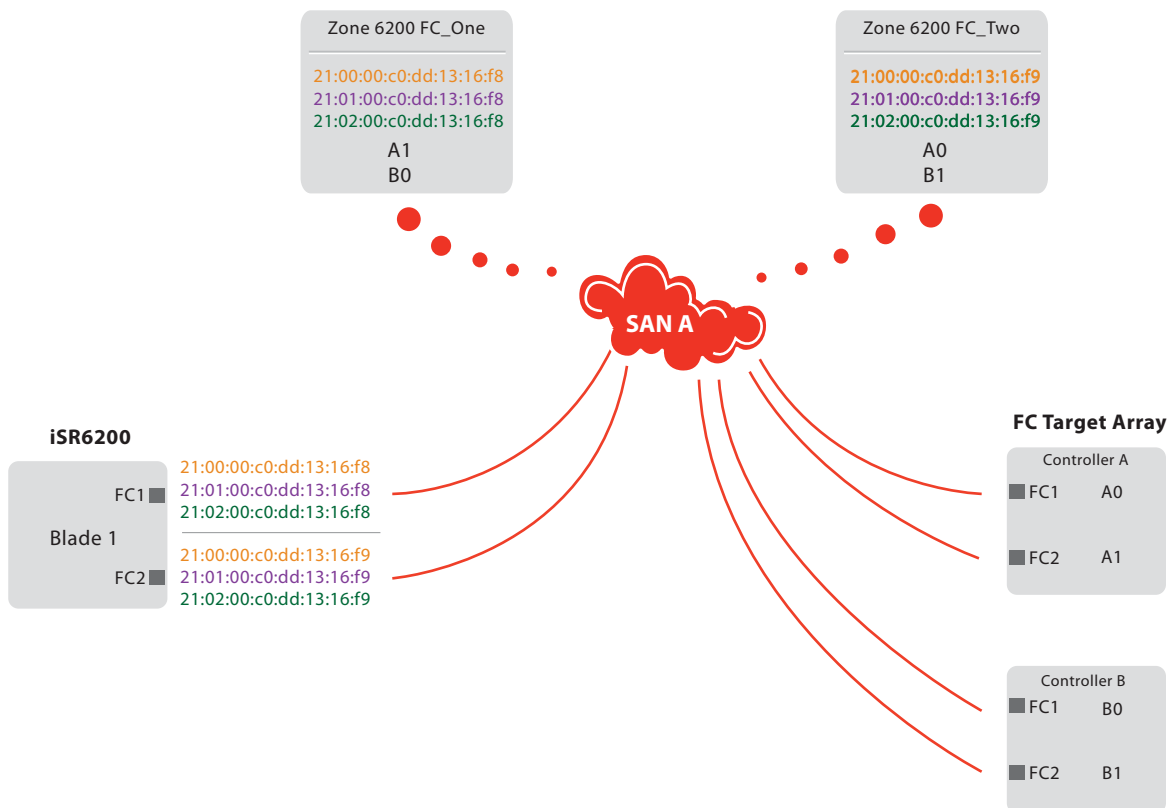 Zone 6200 FC_One
21:00:00:c0:dd:13:16:f8
21:01:00:c0:dd:13:16:f8
21:02:00:c0:dd:13:16:f8
A1
B0
Zone 6200 FC_Two
21:00:00:c0:dd:13:16:f9
21:01:00:c0:dd:13:16:f9
21:02:00:c0:dd:13:16:f9
A0
B1
SAN A
iSR6200
Blade 1
FC1
21:00:00:c0:dd:13:16:f8
21:01:00:c0:dd:13:16:f8
21:02:00:c0:dd:13:16:f8
FC2
21:00:00:c0:dd:13:16:f9
21:01:00:c0:dd:13:16:f9
21:02:00:c0:dd:13:16:f9
FC Target Array
Controller A
FC1 A0
FC2 A1
Controller B
FC1 B0
FC2 B1